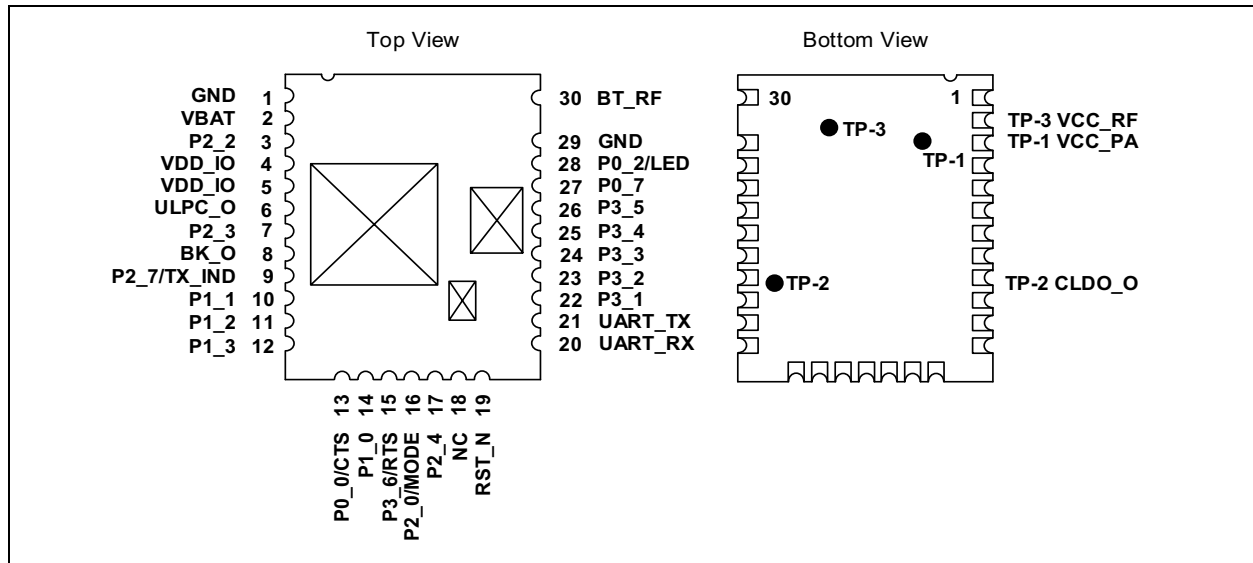 Top View
GND 1
VBAT 2
P2_2 3
VDD_IO 4
VDD_IO 5
ULPC_O 6
P2_3 7
BK_O 8
P2_7/TX_IND 9
P1_1 10
P1_2 11
P1_3 12
13 P0_0/CTS
14 P1_0
15 P3_6/RTS
16 P2_0/MODE
17 P2_4
18 NC
19 RST_N
30 BT_RF
29 GND
28 P0_2/LED
27 P0_7
26 P3_5
25 P3_4
24 P3_3
23 P3_2
22 P3_1
21 UART_TX
20 UART_RX
Bottom View
30
1
TP-3
TP-1
TP-2
TP-3 VCC_RF
TP-1 VCC_PA
TP-2 CLDO_O